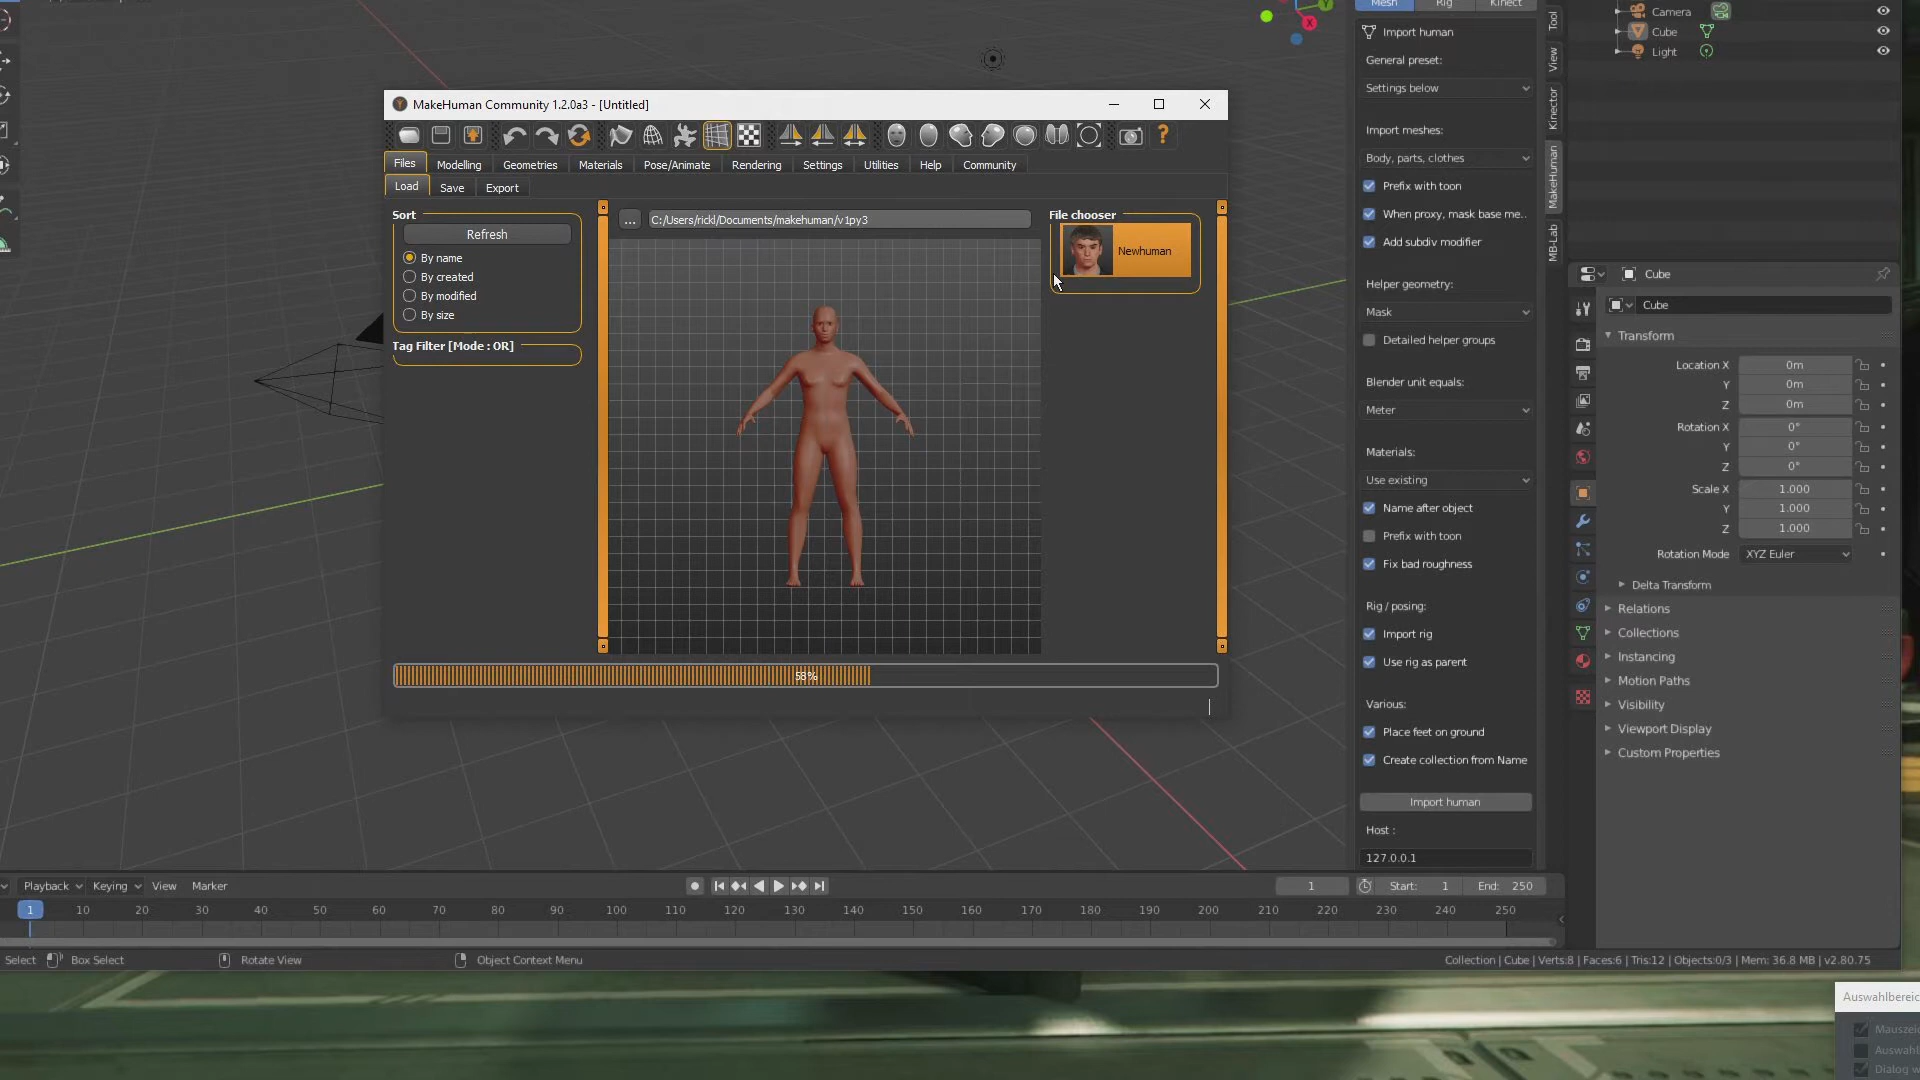 MakeHuman Community 1.2.0a3 - [Untitled]
Files Modelling Geometries Materials Pose/Animate Rendering Settings Utilities Help Community
Load Save Export
Sort
Refresh
By name
By created
By modified
By size
Tag Filter [Mode : OR]
... C:/Users/rickl/Documents/makehuman/v1py3
File chooser
Newhuman
58%
Mesh Rig Kinect
Import human
General preset:
Settings below
Import meshes:
Body, parts, clothes
Prefix with toon
When proxy, mask base me..
Add subdiv modifier
Helper geometry:
Mask
Detailed helper groups
Blender unit equals:
Meter
Materials:
Use existing
Name after object
Prefix with toon
Fix bad roughness
Rig / posing:
Import rig
Use rig as parent
Various:
Place feet on ground
Create collection from Name
Import human
Host :
127.0.0.1
Tool
View
Kinector
MakeHuman
MB-Lab
Y
X
Camera
Cube
Light
Cube
Cube
Transform
Location X 0m
Y 0m
Z 0m
Rotation X 0°
Y 0°
Z 0°
Scale X 1.000
Y 1.000
Z 1.000
Rotation Mode XYZ Euler
Delta Transform
Relations
Collections
Instancing
Motion Paths
Visibility
Viewport Display
Custom Properties
Playback Keying View Marker
1 Start: 1 End: 250
1 10 20 30 40 50 60 70 80 90 100 110 120 130 140 150 160 170 180 190 200 210 220 230 240 250
Select Box Select Rotate View Object Context Menu
Collection | Cube | Verts:8 | Faces:6 | Tris:12 | Objects:0/3 | Mem: 36.8 MB | v2.80.75
Auswahlbereic
Mauszei
Auswahl
Dialog w